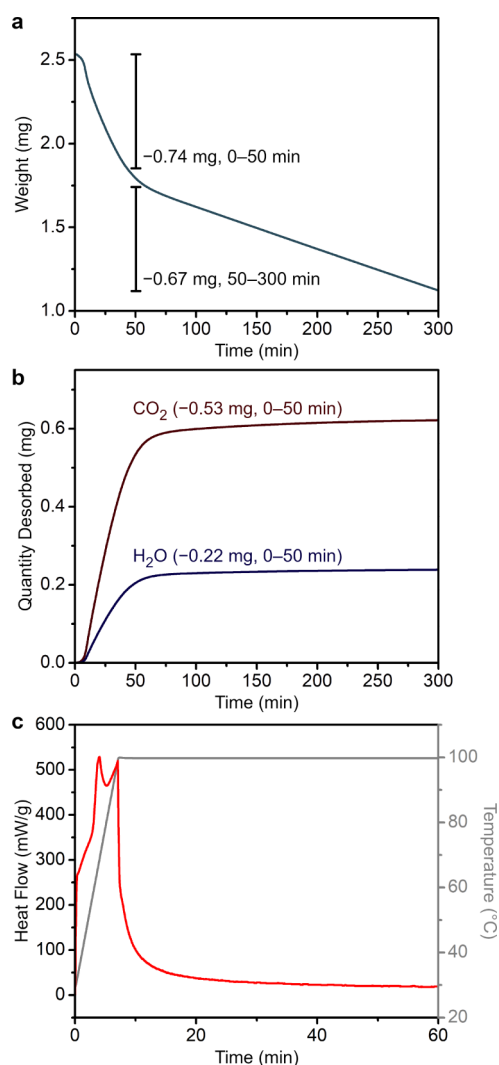 a
2.5
2.0
1.5
1.0
Weight (mg)
−0.74 mg, 0–50 min
−0.67 mg, 50–300 min
0 50 100 150 200 250 300
Time (min)
b
0.6
0.4
0.2
0.0
Quantity Desorbed (mg)
CO₂ (−0.53 mg, 0–50 min)
H₂O (−0.22 mg, 0–50 min)
0 50 100 150 200 250 300
Time (min)
c
600
500
400
300
200
100
0
Heat Flow (mW/g)
100
80
60
40
20
Temperature (°C)
0 20 40 60
Time (min)